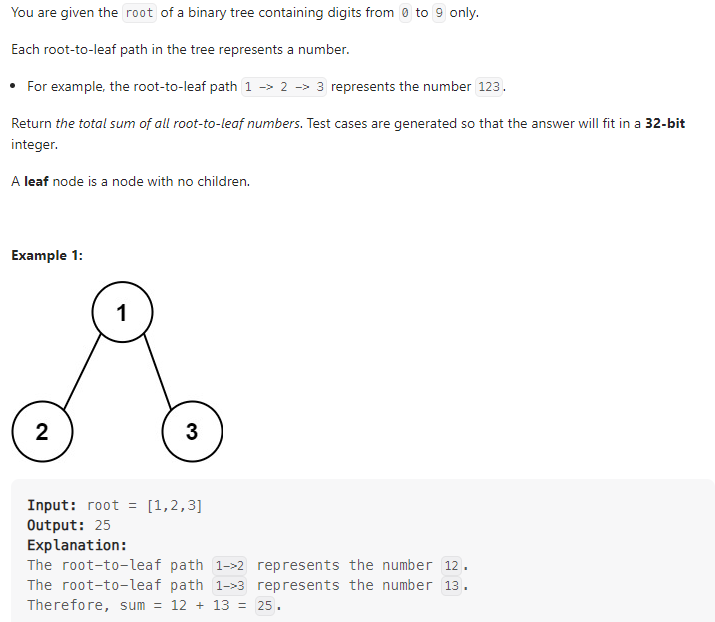 You are given the root of a binary tree containing digits from 0 to 9 only.
Each root-to-leaf path in the tree represents a number.
• For example, the root-to-leaf path 1 -> 2 -> 3 represents the number 123.
Return the total sum of all root-to-leaf numbers. Test cases are generated so that the answer will fit in a 32-bit
integer.
A leaf node is a node with no children.
Example 1:
1
2 3
Input: root = [1,2,3]
Output: 25
Explanation:
The root-to-leaf path 1->2 represents the number 12.
The root-to-leaf path 1->3 represents the number 13.
Therefore, sum = 12 + 13 = 25.